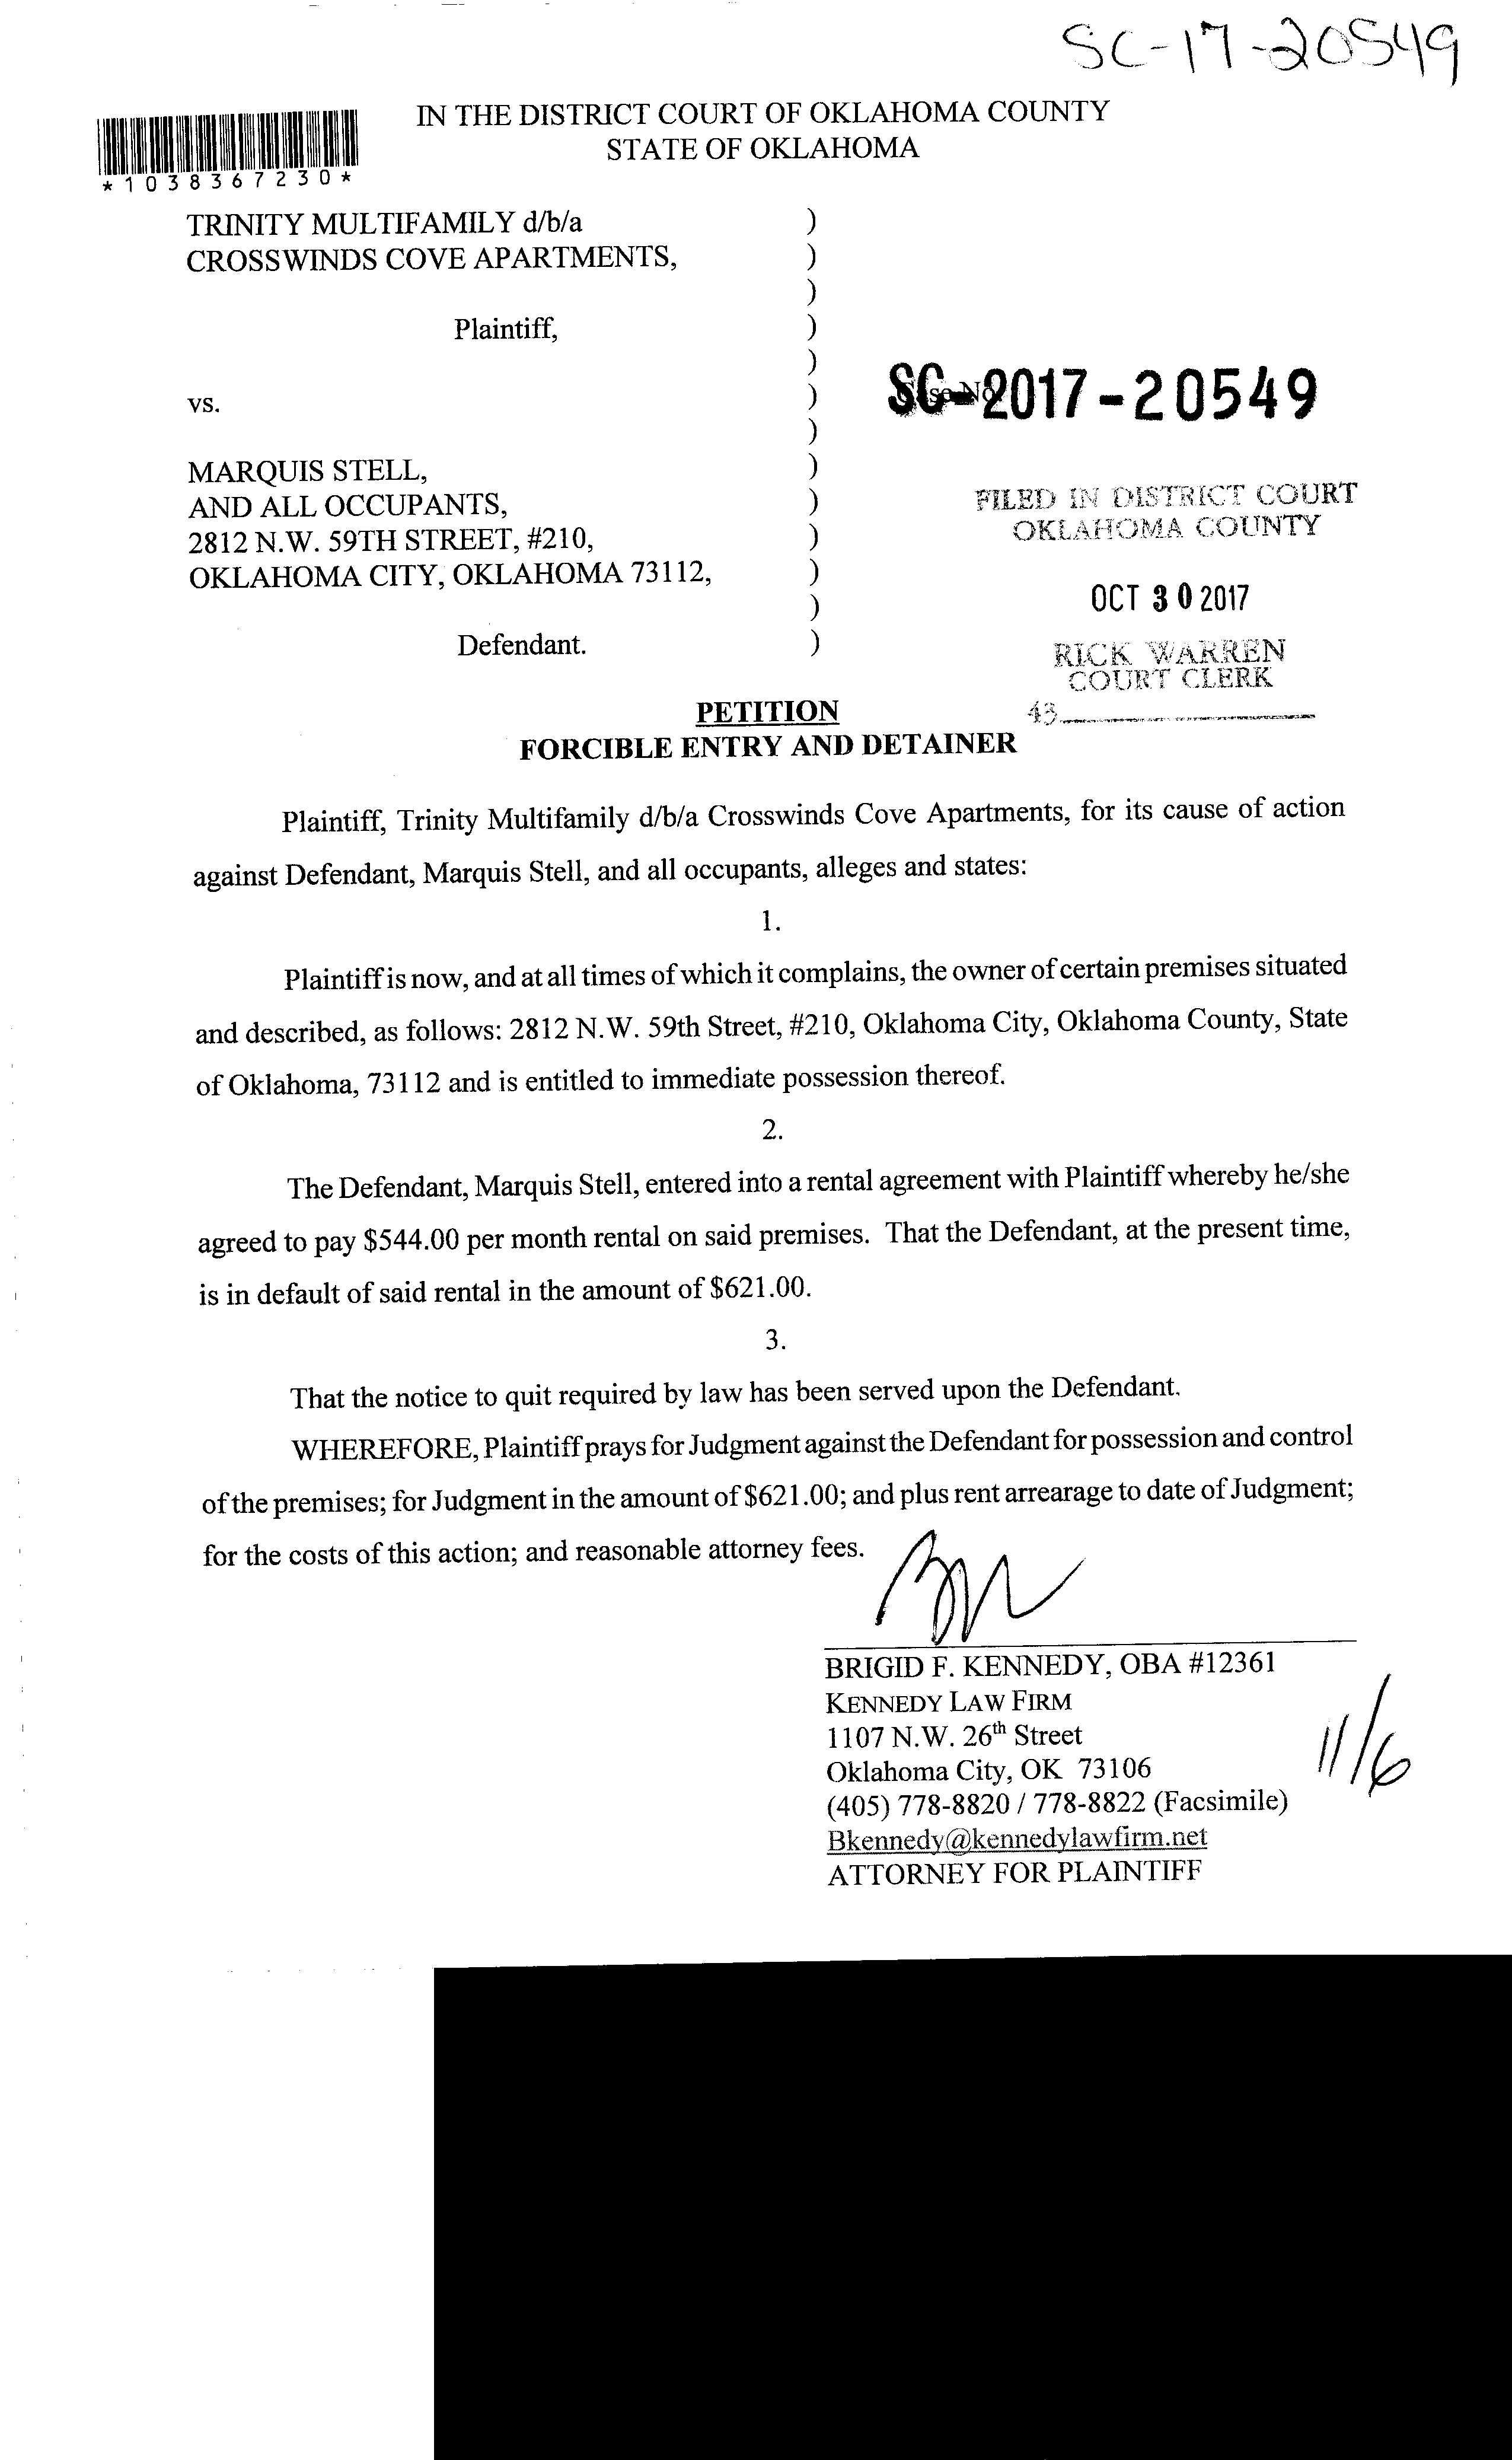 SC-17-20549
IN THE DISTRICT COURT OF OKLAHOMA COUNTY
STATE OF OKLAHOMA
*1038367230*
TRINITY MULTIFAMILY d/b/a )
CROSSWINDS COVE APARTMENTS, )
)
Plaintiff, )
)
vs. )
SC-2017-20549
)
MARQUIS STELL, )
AND ALL OCCUPANTS, )
2812 N.W. 59TH STREET, #210, )
OKLAHOMA CITY, OKLAHOMA 73112, )
)
Defendant. )
FILED IN DISTRICT COURT
OKLAHOMA COUNTY
OCT 30 2017
RICK WARREN
COURT CLERK
43
PETITION
FORCIBLE ENTRY AND DETAINER
Plaintiff, Trinity Multifamily d/b/a Crosswinds Cove Apartments, for its cause of action
against Defendant, Marquis Stell, and all occupants, alleges and states:
1.
Plaintiff is now, and at all times of which it complains, the owner of certain premises situated
and described, as follows: 2812 N.W. 59th Street, #210, Oklahoma City, Oklahoma County, State
of Oklahoma, 73112 and is entitled to immediate possession thereof.
2.
The Defendant, Marquis Stell, entered into a rental agreement with Plaintiff whereby he/she
agreed to pay $544.00 per month rental on said premises. That the Defendant, at the present time,
is in default of said rental in the amount of $621.00.
3.
That the notice to quit required by law has been served upon the Defendant.
WHEREFORE, Plaintiff prays for Judgment against the Defendant for possession and control
of the premises; for Judgment in the amount of $621.00; and plus rent arrearage to date of Judgment;
for the costs of this action; and reasonable attorney fees.
BRIGID F. KENNEDY, OBA #12361
KENNEDY LAW FIRM
1107 N.W. 26th Street
Oklahoma City, OK 73106
(405) 778-8820 / 778-8822 (Facsimile)
Bkennedy@kennedylawfirm.net
ATTORNEY FOR PLAINTIFF
11/6